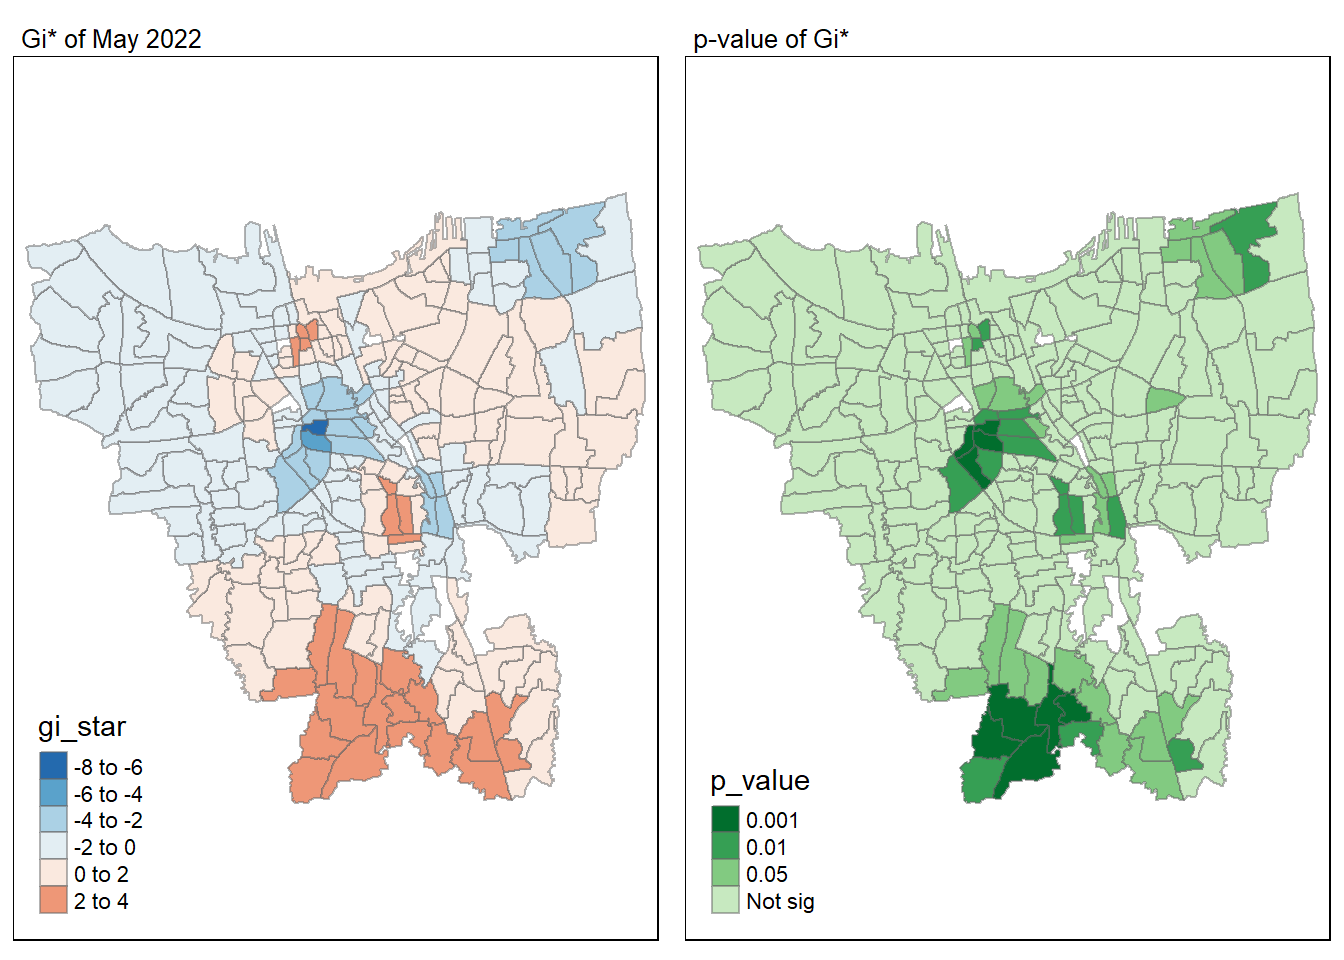 Gi* of May 2022
p-value of Gi*
gi_star
-8 to -6
-6 to -4
-4 to -2
-2 to 0
0 to 2
2 to 4
p_value
0.001
0.01
0.05
Not sig